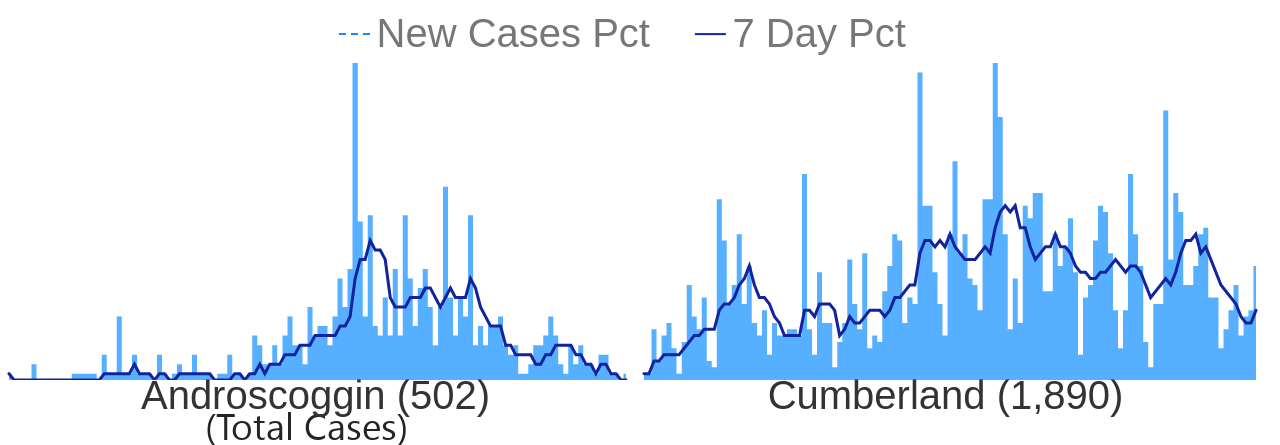 New Cases Pct 7 Day Pct
Androscoggin (502) Cumberland (1,890)
(Total Cases)